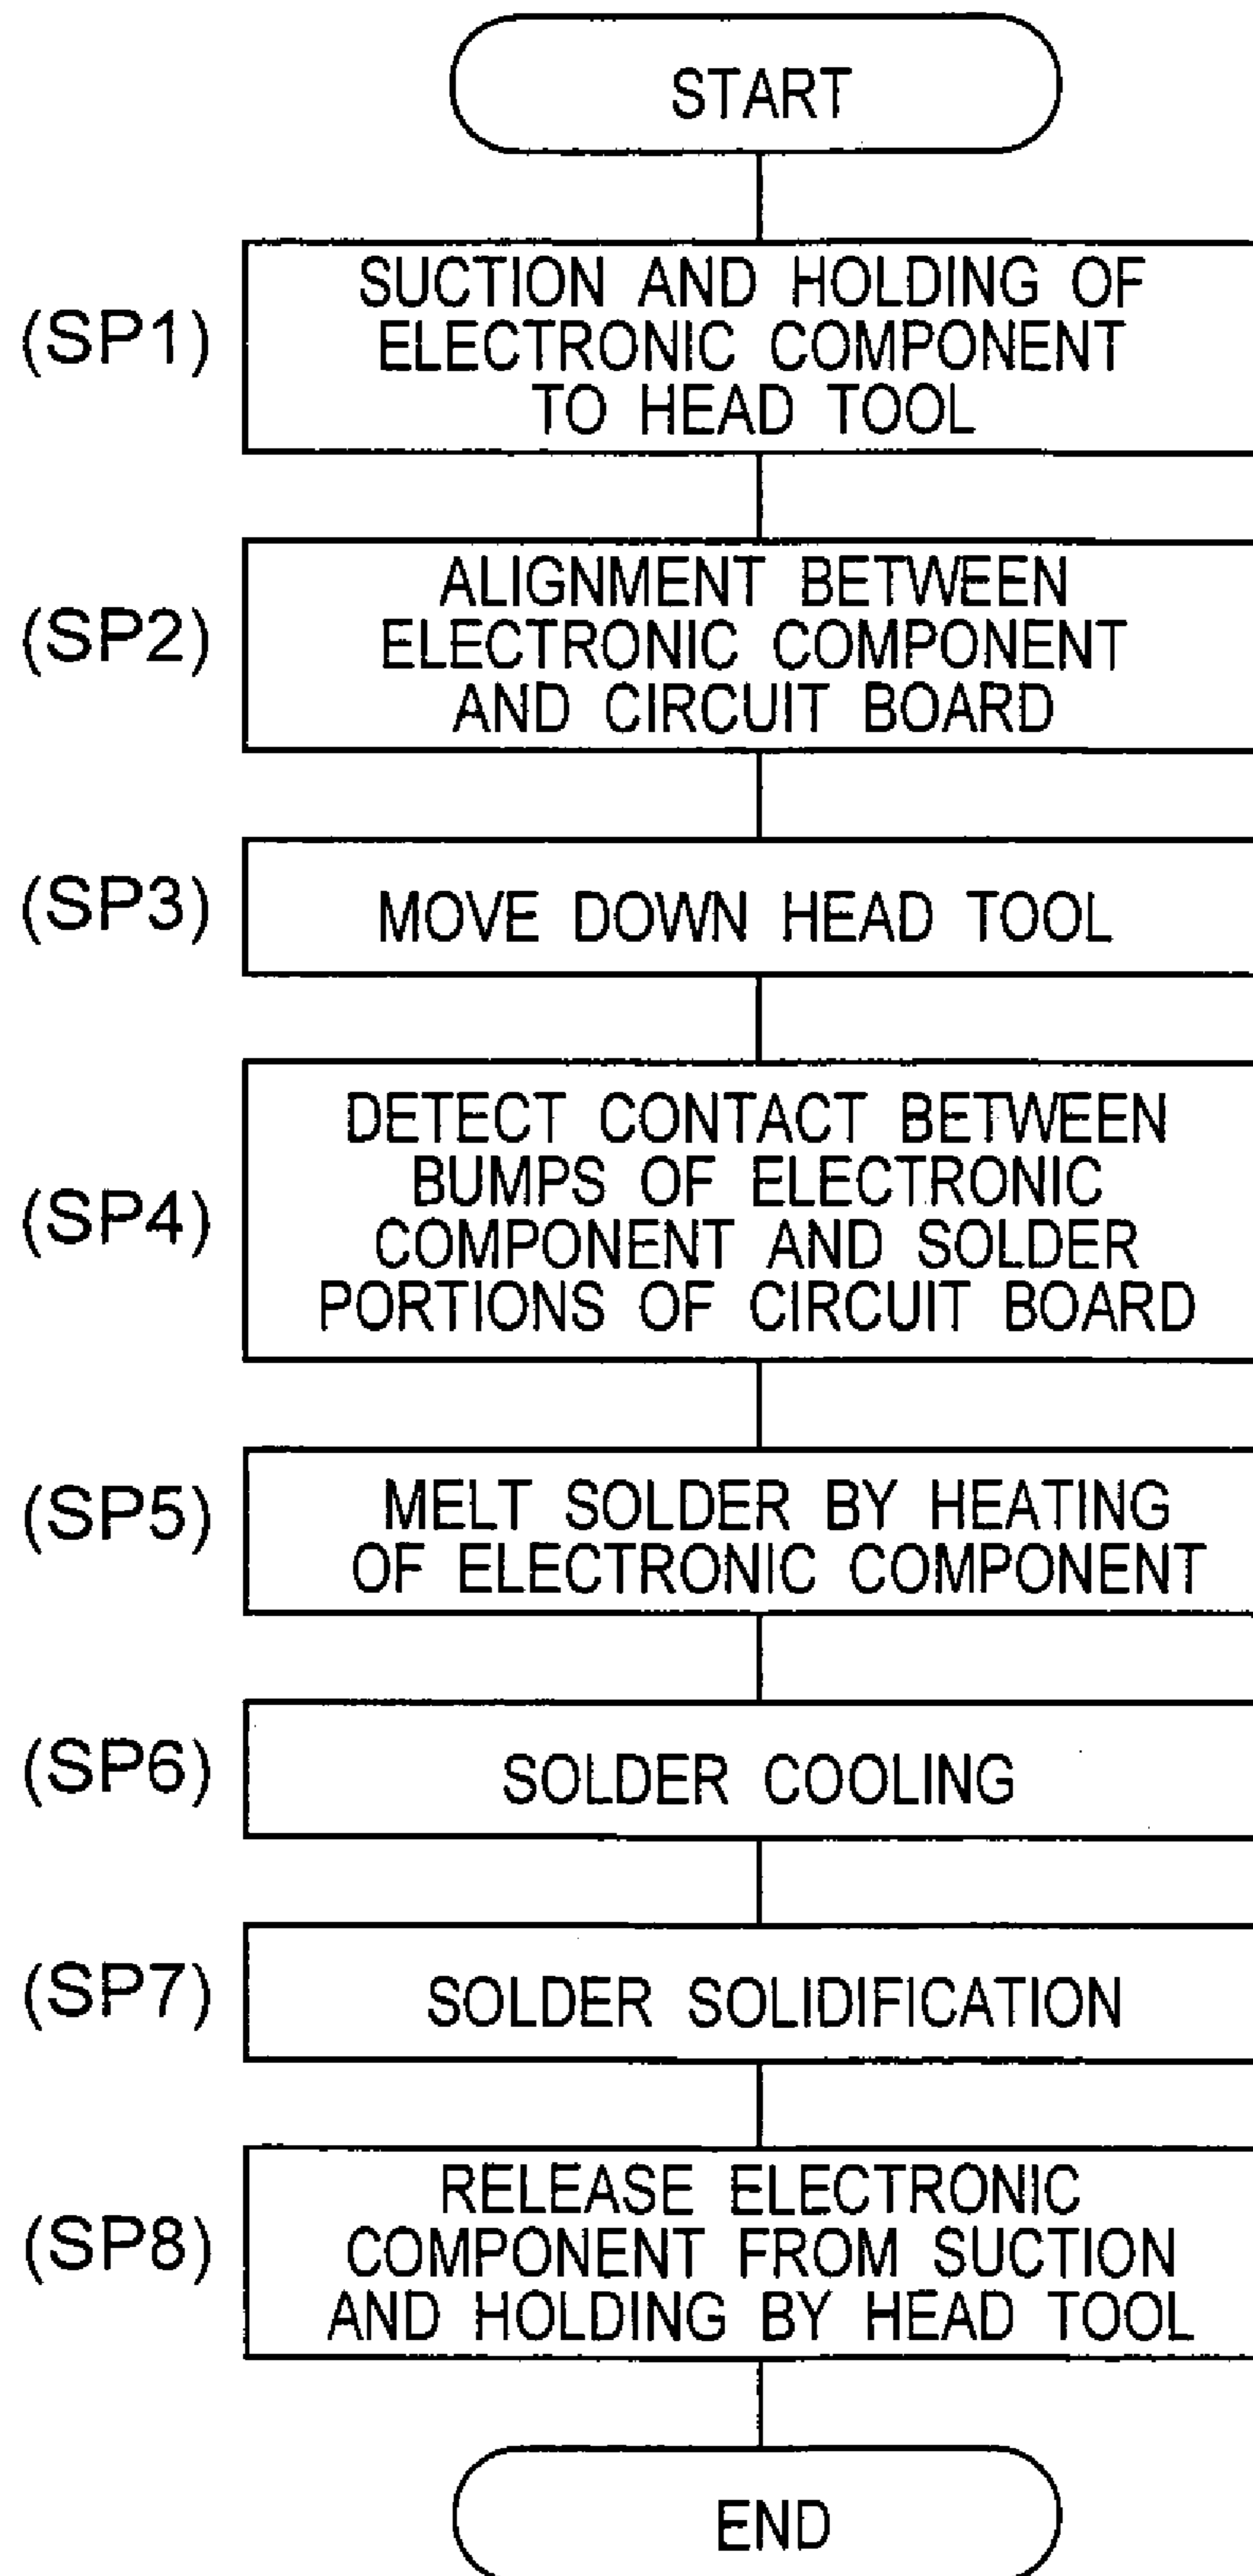 START
(SP1)
SUCTION AND HOLDING OF
ELECTRONIC COMPONENT
TO HEAD TOOL
(SP2)
ALIGNMENT BETWEEN
ELECTRONIC COMPONENT
AND CIRCUIT BOARD
(SP3)
MOVE DOWN HEAD TOOL
(SP4)
DETECT CONTACT BETWEEN
BUMPS OF ELECTRONIC
COMPONENT AND SOLDER
PORTIONS OF CIRCUIT BOARD
(SP5)
MELT SOLDER BY HEATING
OF ELECTRONIC COMPONENT
(SP6)
SOLDER COOLING
(SP7)
SOLDER SOLIDIFICATION
(SP8)
RELEASE ELECTRONIC
COMPONENT FROM SUCTION
AND HOLDING BY HEAD TOOL
END